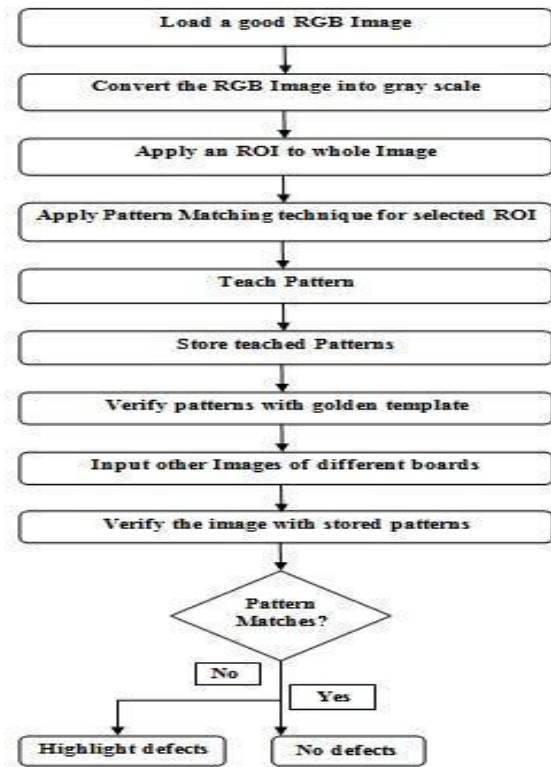 Load a good RGB Image
Convert the RGB Image into gray scale
Apply an ROI to whole Image
Apply Pattern Matching technique for selected ROI
Teach Pattern
Store teached Patterns
Verify patterns with golden template
Input other Images of different boards
Verify the image with stored patterns
Pattern
Matches?
No
Yes
Highlight defects
No defects